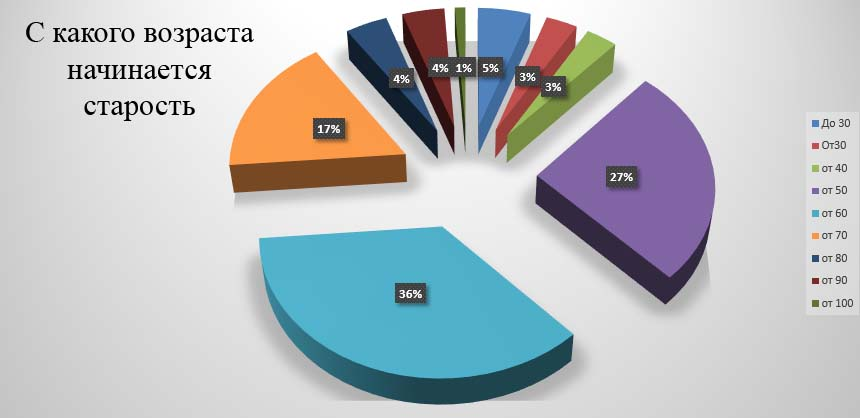 С какого возраста
начинается
старость
4%
4%
1%
5%
3%
3%
17%
27%
36%
До 30
От30
от 40
от 50
от 60
от 70
от 80
от 90
от 100